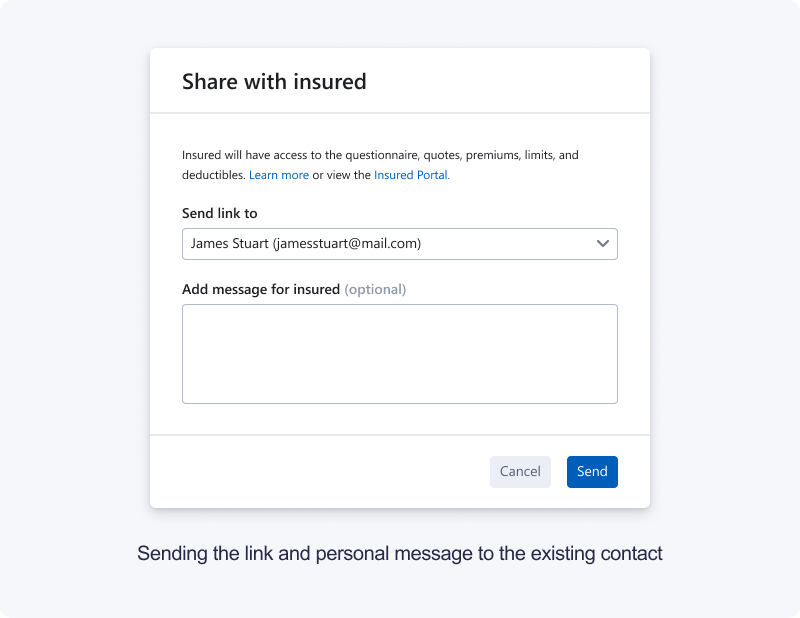 Share with insured
Insured will have access to the questionnaire, quotes, premiums, limits, and
deductibles. Learn more or view the Insured Portal.
Send link to
James Stuart (jamesstuart@mail.com)
Add message for insured (optional)
Cancel
Send
Sending the link and personal message to the existing contact